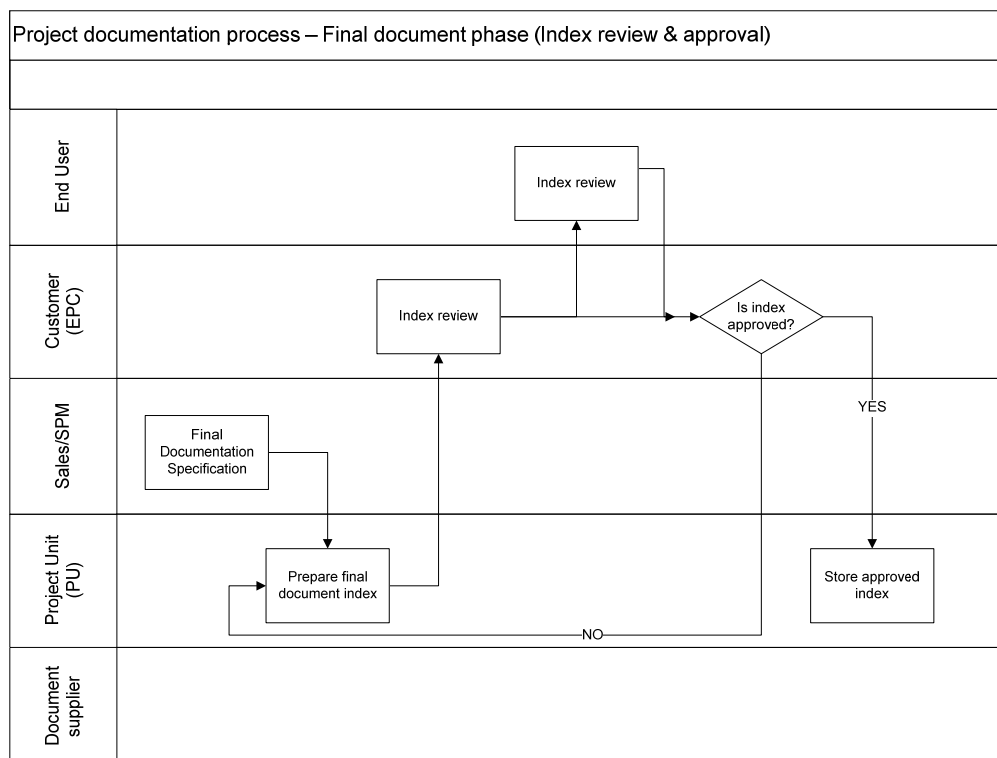 Project documentation process – Final document phase (Index review & approval)
End User
Index review
Customer
(EPC)
Index review
Is index
approved?
Sales/SPM
Final
Documentation
Specification
YES
Project Unit
(PU)
Prepare final
document index
Store approved
index
NO
Document
supplier